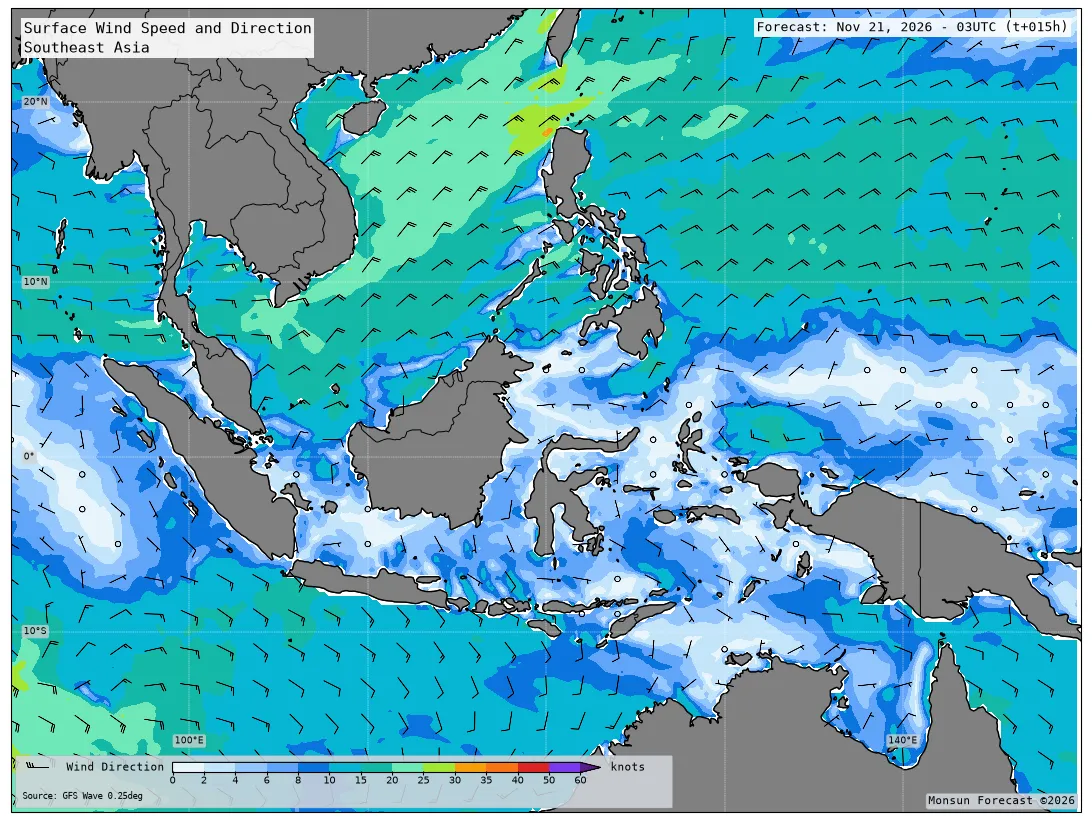 Surface Wind Speed and Direction
Southeast Asia
Forecast: Nov 21, 2026 - 03UTC (t+015h)
20°N
10°N
0°
10°S
100°E
140°E
Wind Direction
0 2 4 6 8 10 15 20 25 30 35 40 50 60
knots
Source: GFS Wave 0.25deg
Monsun Forecast ©2026